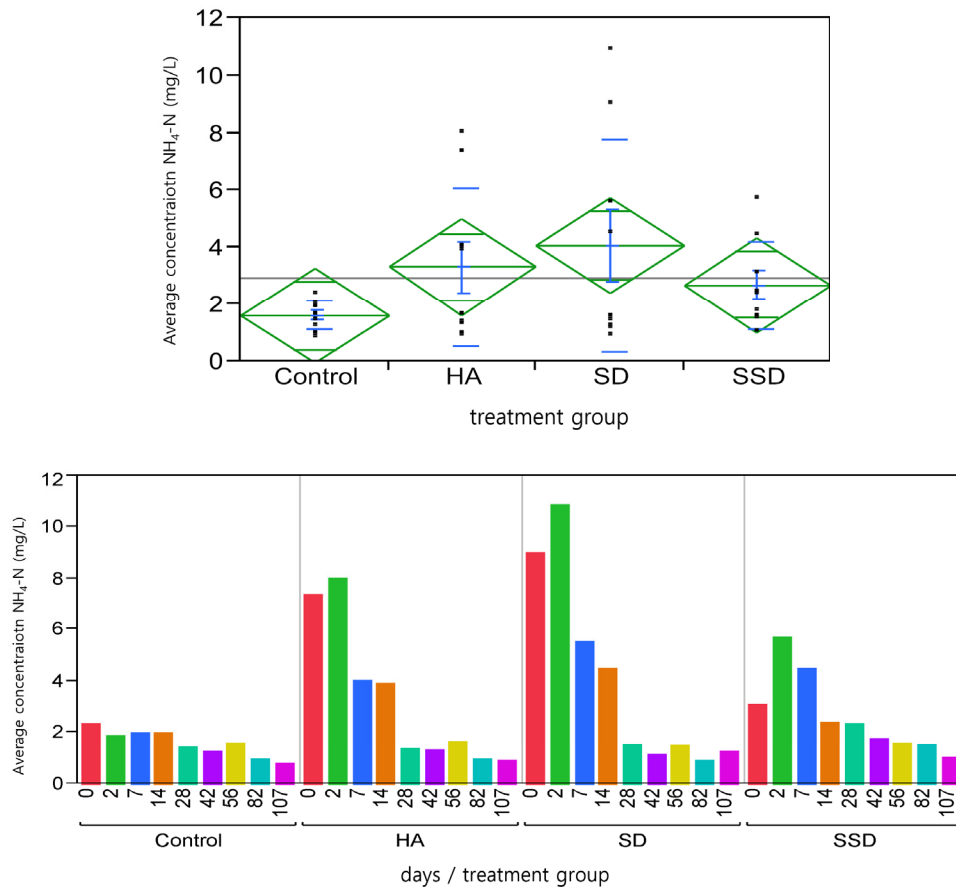 Average concentraiotn NH₄-N (mg/L)
12
10
8
6
4
2
0
Control HA SD SSD
treatment group
Average concentraiotn NH₄-N (mg/L)
12
10
8
6
4
2
0
0 2 7 14 28 42 56 82 107 0 2 7 14 28 42 56 82 107 0 2 7 14 28 42 56 82 107 0 2 7 14 28 42 56 82 107
Control HA SD SSD
days / treatment group